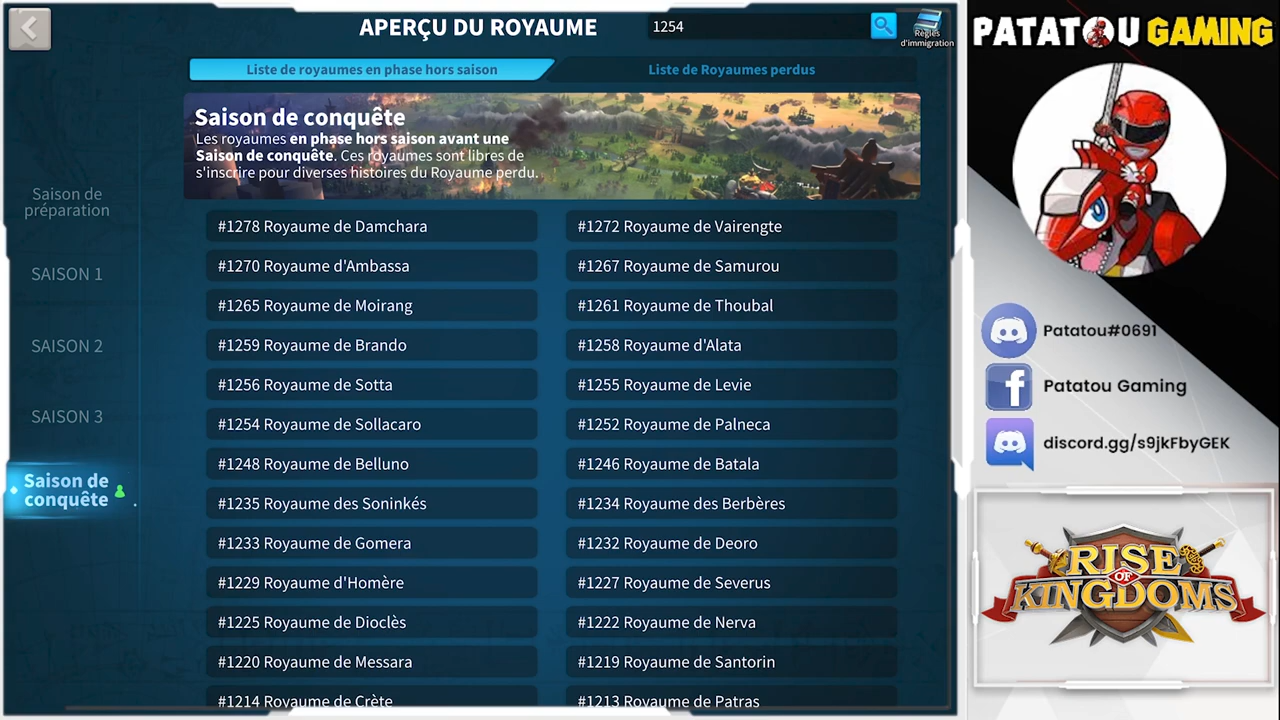 APERÇU DU ROYAUME
1254
Règles
d'immigration
Liste de royaumes en phase hors saison
Liste de Royaumes perdus
Saison de conquête
Les royaumes en phase hors saison avant une
Saison de conquête. Ces royaumes sont libres de
s'inscrire pour diverses histoires du Royaume perdu.
Saison de
préparation
SAISON 1
SAISON 2
SAISON 3
Saison de
conquête
#1278 Royaume de Damchara
#1272 Royaume de Vairengte
#1270 Royaume d'Ambassa
#1267 Royaume de Samurou
#1265 Royaume de Moirang
#1261 Royaume de Thoubal
#1259 Royaume de Brando
#1258 Royaume d'Alata
#1256 Royaume de Sotta
#1255 Royaume de Levie
#1254 Royaume de Sollacaro
#1252 Royaume de Palneca
#1248 Royaume de Belluno
#1246 Royaume de Batala
#1235 Royaume des Soninkés
#1234 Royaume des Berbères
#1233 Royaume de Gomera
#1232 Royaume de Deoro
#1229 Royaume d'Homère
#1227 Royaume de Severus
#1225 Royaume de Dioclès
#1222 Royaume de Nerva
#1220 Royaume de Messara
#1219 Royaume de Santorin
#1214 Royaume de Crète
#1213 Royaume de Patras
PATATOU GAMING
Patatou#0691
Patatou Gaming
discord.gg/s9jkFbyGEK
RISE
OF
KINGDOMS